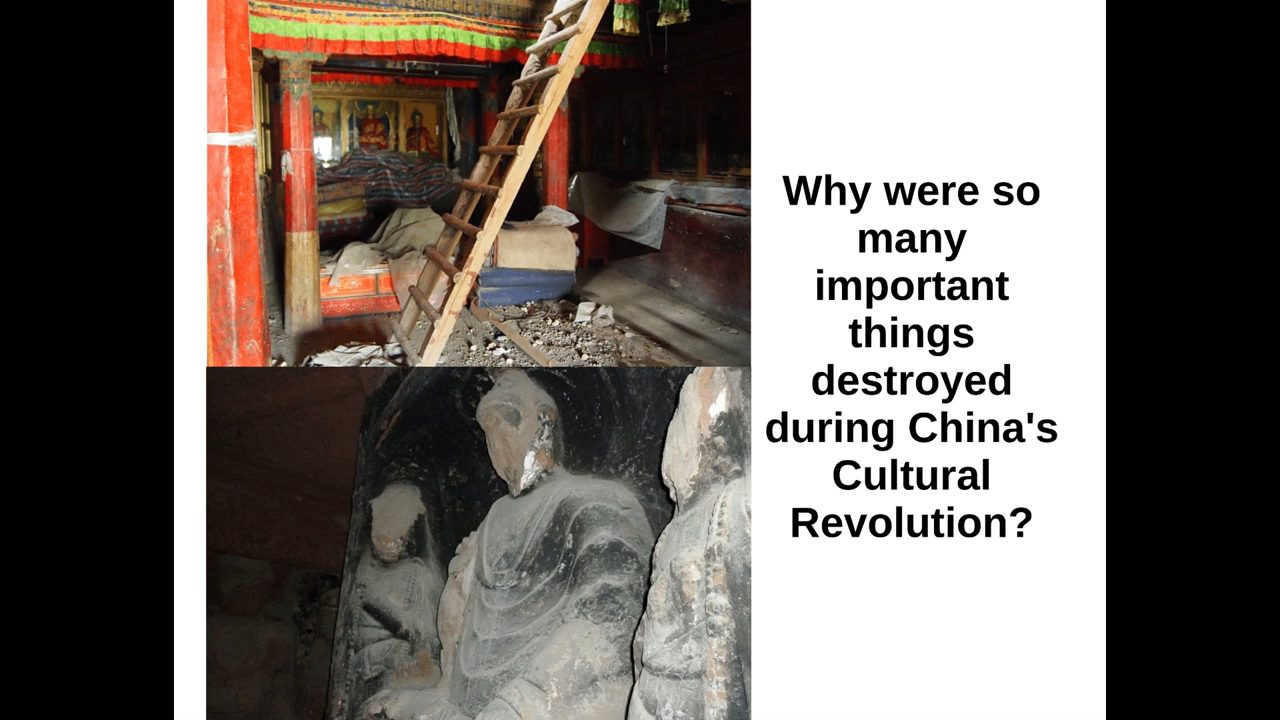 Why were so
many
important
things
destroyed
during China's
Cultural
Revolution?